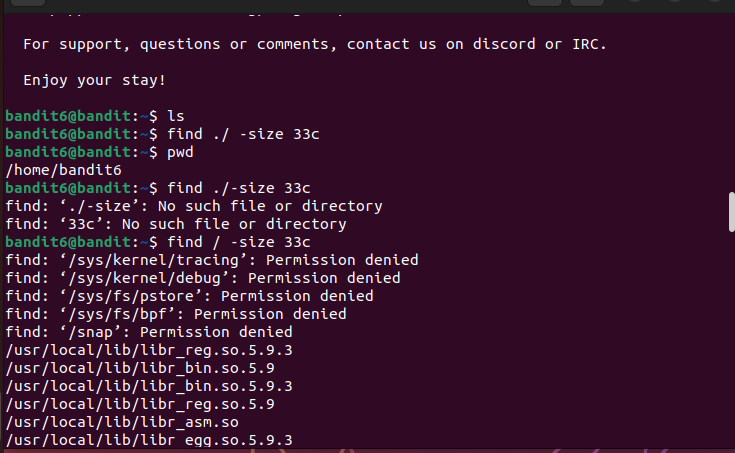 For support, questions or comments, contact us on discord or IRC.
Enjoy your stay!
bandit6@bandit:~$ ls
bandit6@bandit:~$ find ./ -size 33c
bandit6@bandit:~$ pwd
/home/bandit6
bandit6@bandit:~$ find ./-size 33c
find: ‘./-size’: No such file or directory
find: ‘33c’: No such file or directory
bandit6@bandit:~$ find / -size 33c
find: ‘/sys/kernel/tracing’: Permission denied
find: ‘/sys/kernel/debug’: Permission denied
find: ‘/sys/fs/pstore’: Permission denied
find: ‘/sys/fs/bpf’: Permission denied
find: ‘/snap’: Permission denied
/usr/local/lib/libr_reg.so.5.9.3
/usr/local/lib/libr_bin.so.5.9
/usr/local/lib/libr_bin.so.5.9.3
/usr/local/lib/libr_reg.so.5.9
/usr/local/lib/libr_asm.so
/usr/local/lib/libr_egg.so.5.9.3